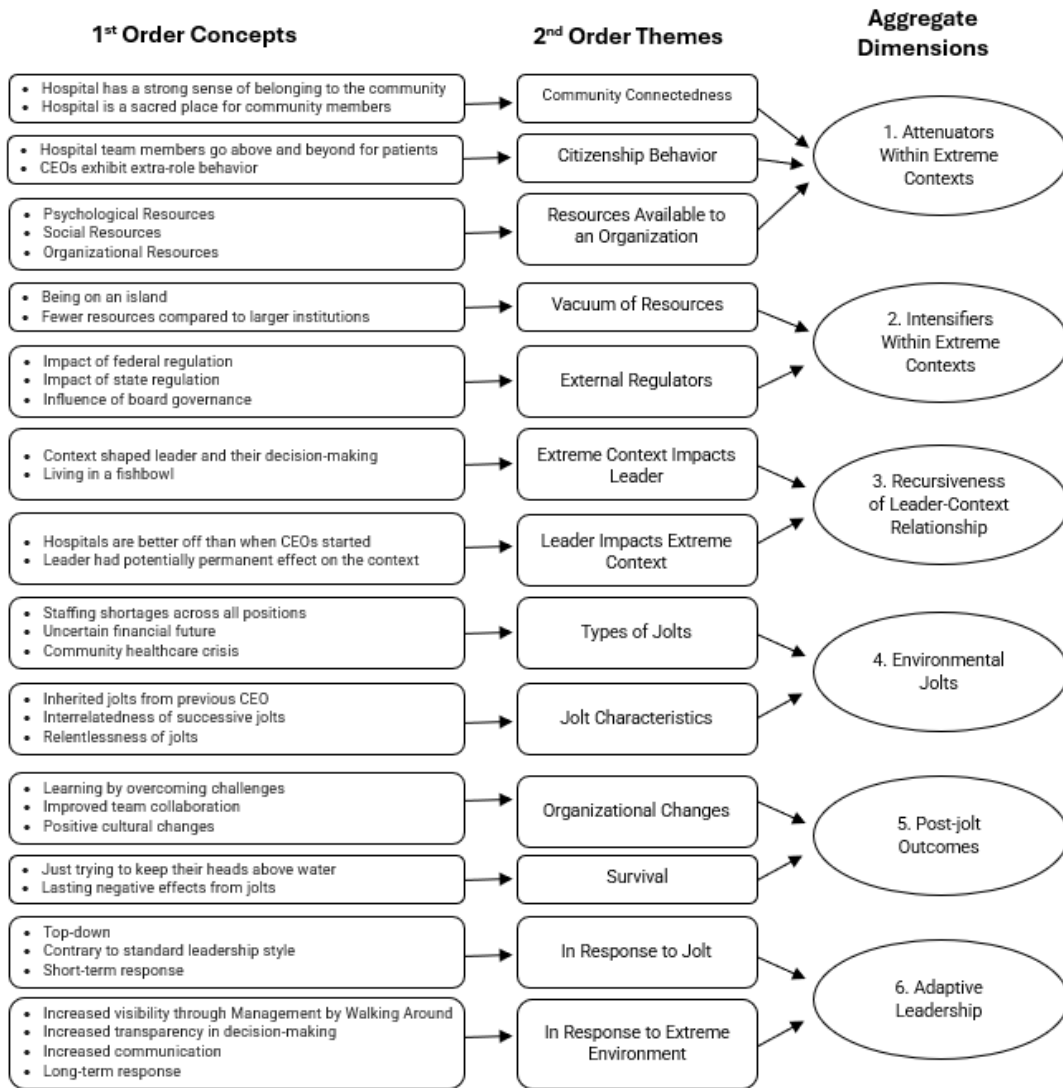 1st Order Concepts
2nd Order Themes
Aggregate
Dimensions
• Hospital has a strong sense of belonging to the community
• Hospital is a sacred place for community members
Community Connectedness
1. Attenuators
Within Extreme
Contexts
• Hospital team members go above and beyond for patients
• CEOs exhibit extra-role behavior
Citizenship Behavior
• Psychological Resources
• Social Resources
• Organizational Resources
Resources Available to
an Organization
• Being on an island
• Fewer resources compared to larger institutions
Vacuum of Resources
2. Intensifiers
Within Extreme
Contexts
• Impact of federal regulation
• Impact of state regulation
• Influence of board governance
External Regulators
• Context shaped leader and their decision-making
• Living in a fishbowl
Extreme Context Impacts
Leader
3. Recursiveness
of Leader-Context
Relationship
• Hospitals are better off than when CEOs started
• Leader had potentially permanent effect on the context
Leader Impacts Extreme
Context
• Staffing shortages across all positions
• Uncertain financial future
• Community healthcare crisis
Types of Jolts
4. Environmental
Jolts
• Inherited jolts from previous CEO
• Interrelatedness of successive jolts
• Relentlessness of jolts
Jolt Characteristics
• Learning by overcoming challenges
• Improved team collaboration
• Positive cultural changes
Organizational Changes
5. Post-jolt
Outcomes
• Just trying to keep their heads above water
• Lasting negative effects from jolts
Survival
• Top-down
• Contrary to standard leadership style
• Short-term response
In Response to Jolt
6. Adaptive
Leadership
• Increased visibility through Management by Walking Around
• Increased transparency in decision-making
• Increased communication
• Long-term response
In Response to Extreme
Environment